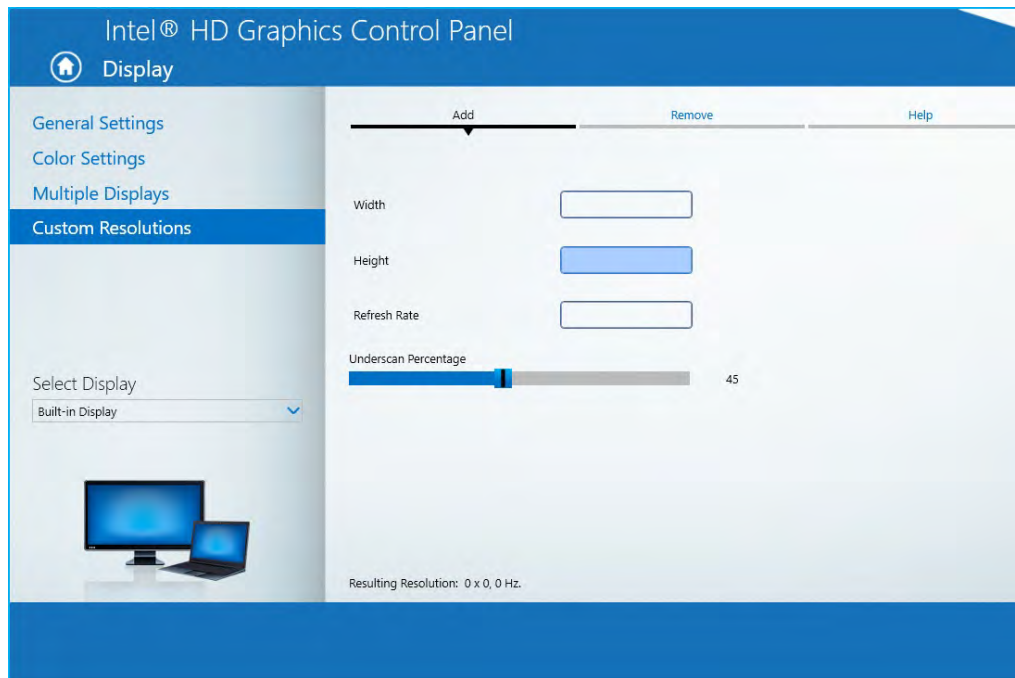 Intel® HD Graphics Control Panel
Display
General Settings
Color Settings
Multiple Displays
Custom Resolutions
Select Display
Built-in Display
Add
Remove
Help
Width
Height
Refresh Rate
Underscan Percentage
45
Resulting Resolution: 0 x 0, 0 Hz.